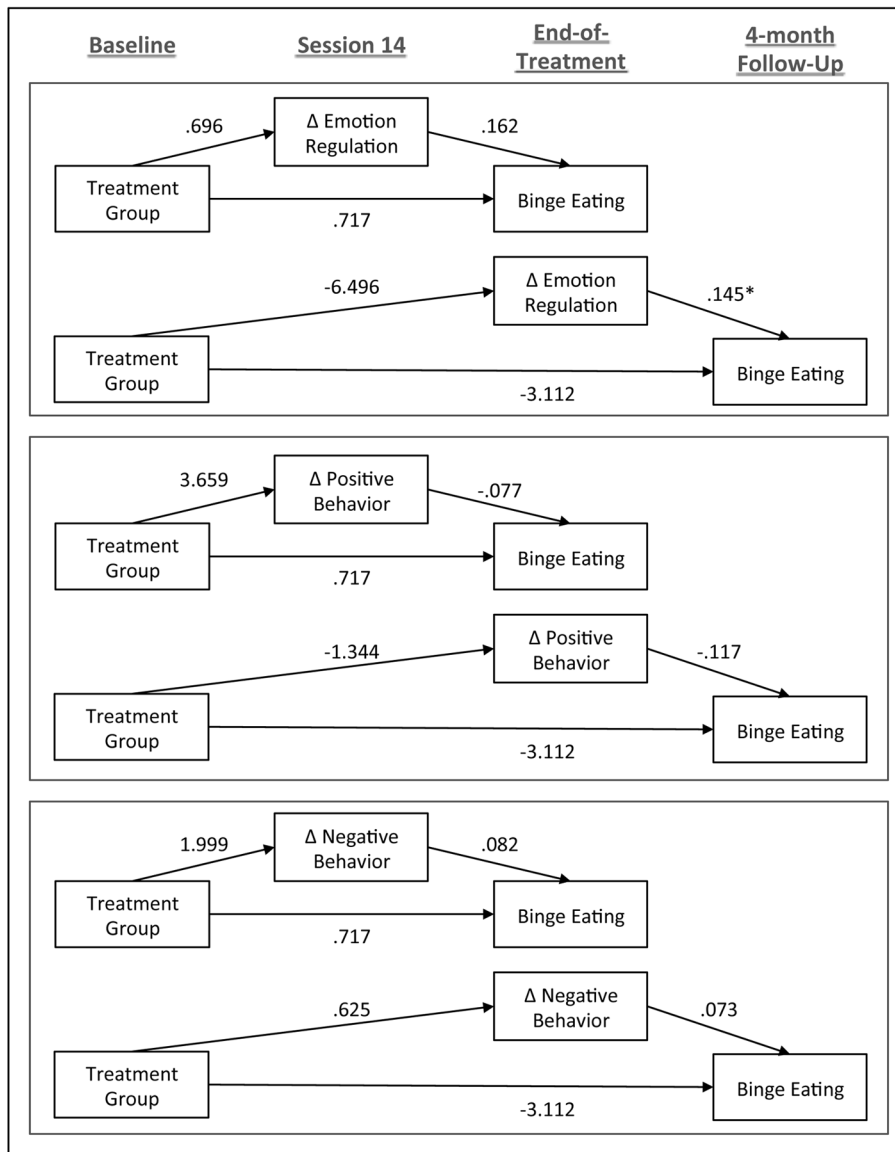 Baseline
Session 14
End-of-
Treatment
4-month
Follow-Up
.696
Δ Emotion
Regulation
.162
Treatment
Group
Binge Eating
.717
-6.496
Δ Emotion
Regulation
.145*
Treatment
Group
Binge Eating
-3.112
3.659
Δ Positive
Behavior
-.077
Treatment
Group
Binge Eating
.717
-1.344
Δ Positive
Behavior
-.117
Treatment
Group
Binge Eating
-3.112
1.999
Δ Negative
Behavior
.082
Treatment
Group
Binge Eating
.717
.625
Δ Negative
Behavior
.073
Treatment
Group
Binge Eating
-3.112